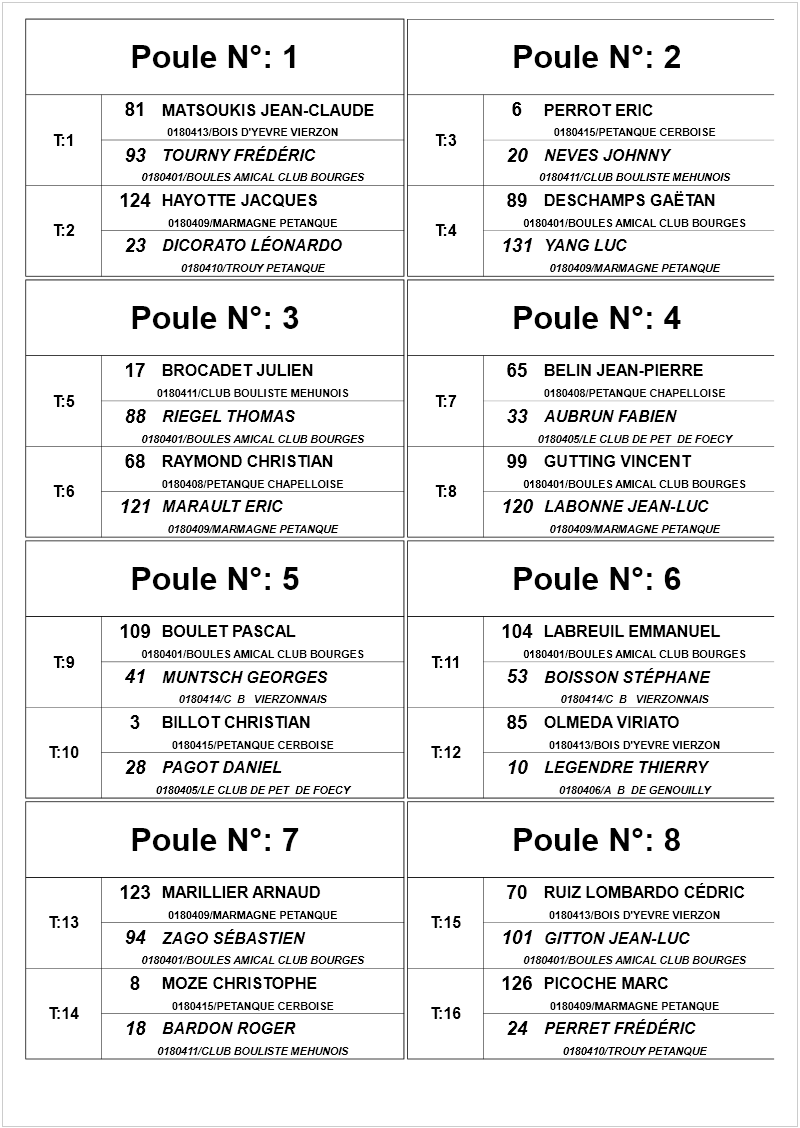 Poule N°: 1
T:1
81 MATSOUKIS JEAN-CLAUDE
0180413/BOIS D'YEVRE VIERZON
93 TOURNY FRÉDÉRIC
0180401/BOULES AMICAL CLUB BOURGES
T:2
124 HAYOTTE JACQUES
0180409/MARMAGNE PETANQUE
23 DICORATO LÉONARDO
0180410/TROUY PETANQUE
Poule N°: 2
T:3
6 PERROT ERIC
0180415/PETANQUE CERBOISE
20 NEVES JOHNNY
0180411/CLUB BOULISTE MEHUNOIS
T:4
89 DESCHAMPS GAËTAN
0180401/BOULES AMICAL CLUB BOURGES
131 YANG LUC
0180409/MARMAGNE PETANQUE
Poule N°: 3
T:5
17 BROCADET JULIEN
0180411/CLUB BOULISTE MEHUNOIS
88 RIEGEL THOMAS
0180401/BOULES AMICAL CLUB BOURGES
T:6
68 RAYMOND CHRISTIAN
0180408/PETANQUE CHAPELLOISE
121 MARAULT ERIC
0180409/MARMAGNE PETANQUE
Poule N°: 4
T:7
65 BELIN JEAN-PIERRE
0180408/PETANQUE CHAPELLOISE
33 AUBRUN FABIEN
0180405/LE CLUB DE PET DE FOECY
T:8
99 GUTTING VINCENT
0180401/BOULES AMICAL CLUB BOURGES
120 LABONNE JEAN-LUC
0180409/MARMAGNE PETANQUE
Poule N°: 5
T:9
109 BOULET PASCAL
0180401/BOULES AMICAL CLUB BOURGES
41 MUNTSCH GEORGES
0180414/C B VIERZONNAIS
T:10
3 BILLOT CHRISTIAN
0180415/PETANQUE CERBOISE
28 PAGOT DANIEL
0180405/LE CLUB DE PET DE FOECY
Poule N°: 6
T:11
104 LABREUIL EMMANUEL
0180401/BOULES AMICAL CLUB BOURGES
53 BOISSON STÉPHANE
0180414/C B VIERZONNAIS
T:12
85 OLMEDA VIRIATO
0180413/BOIS D'YEVRE VIERZON
10 LEGENDRE THIERRY
0180406/A B DE GENOUILLY
Poule N°: 7
T:13
123 MARILLIER ARNAUD
0180409/MARMAGNE PETANQUE
94 ZAGO SÉBASTIEN
0180401/BOULES AMICAL CLUB BOURGES
T:14
8 MOZE CHRISTOPHE
0180415/PETANQUE CERBOISE
18 BARDON ROGER
0180411/CLUB BOULISTE MEHUNOIS
Poule N°: 8
T:15
70 RUIZ LOMBARDO CÉDRIC
0180413/BOIS D'YEVRE VIERZON
101 GITTON JEAN-LUC
0180401/BOULES AMICAL CLUB BOURGES
T:16
126 PICOCHE MARC
0180409/MARMAGNE PETANQUE
24 PERRET FRÉDÉRIC
0180410/TROUY PETANQUE